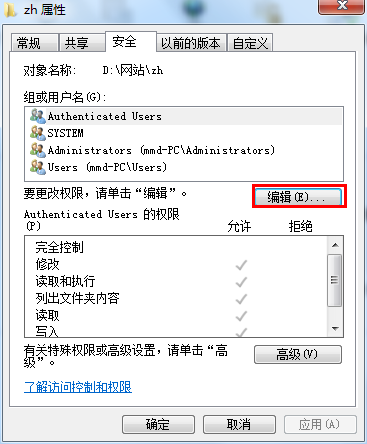 zh 属性
常规 共享 安全 以前的版本 自定义
对象名称: D:\网站\zh
组或用户名(G):
Authenticated Users
SYSTEM
Administrators (mmd-PC\Administrators)
Users (mmd-PC\Users)
要更改权限，请单击“编辑”。
编辑(E)...
Authenticated Users 的权限(P) 允许 拒绝
完全控制
修改
读取和执行
列出文件夹内容
读取
写入
有关特殊权限或高级设置，请单击“高级”。
高级(V)
了解访问控制和权限
确定 取消 应用(A)